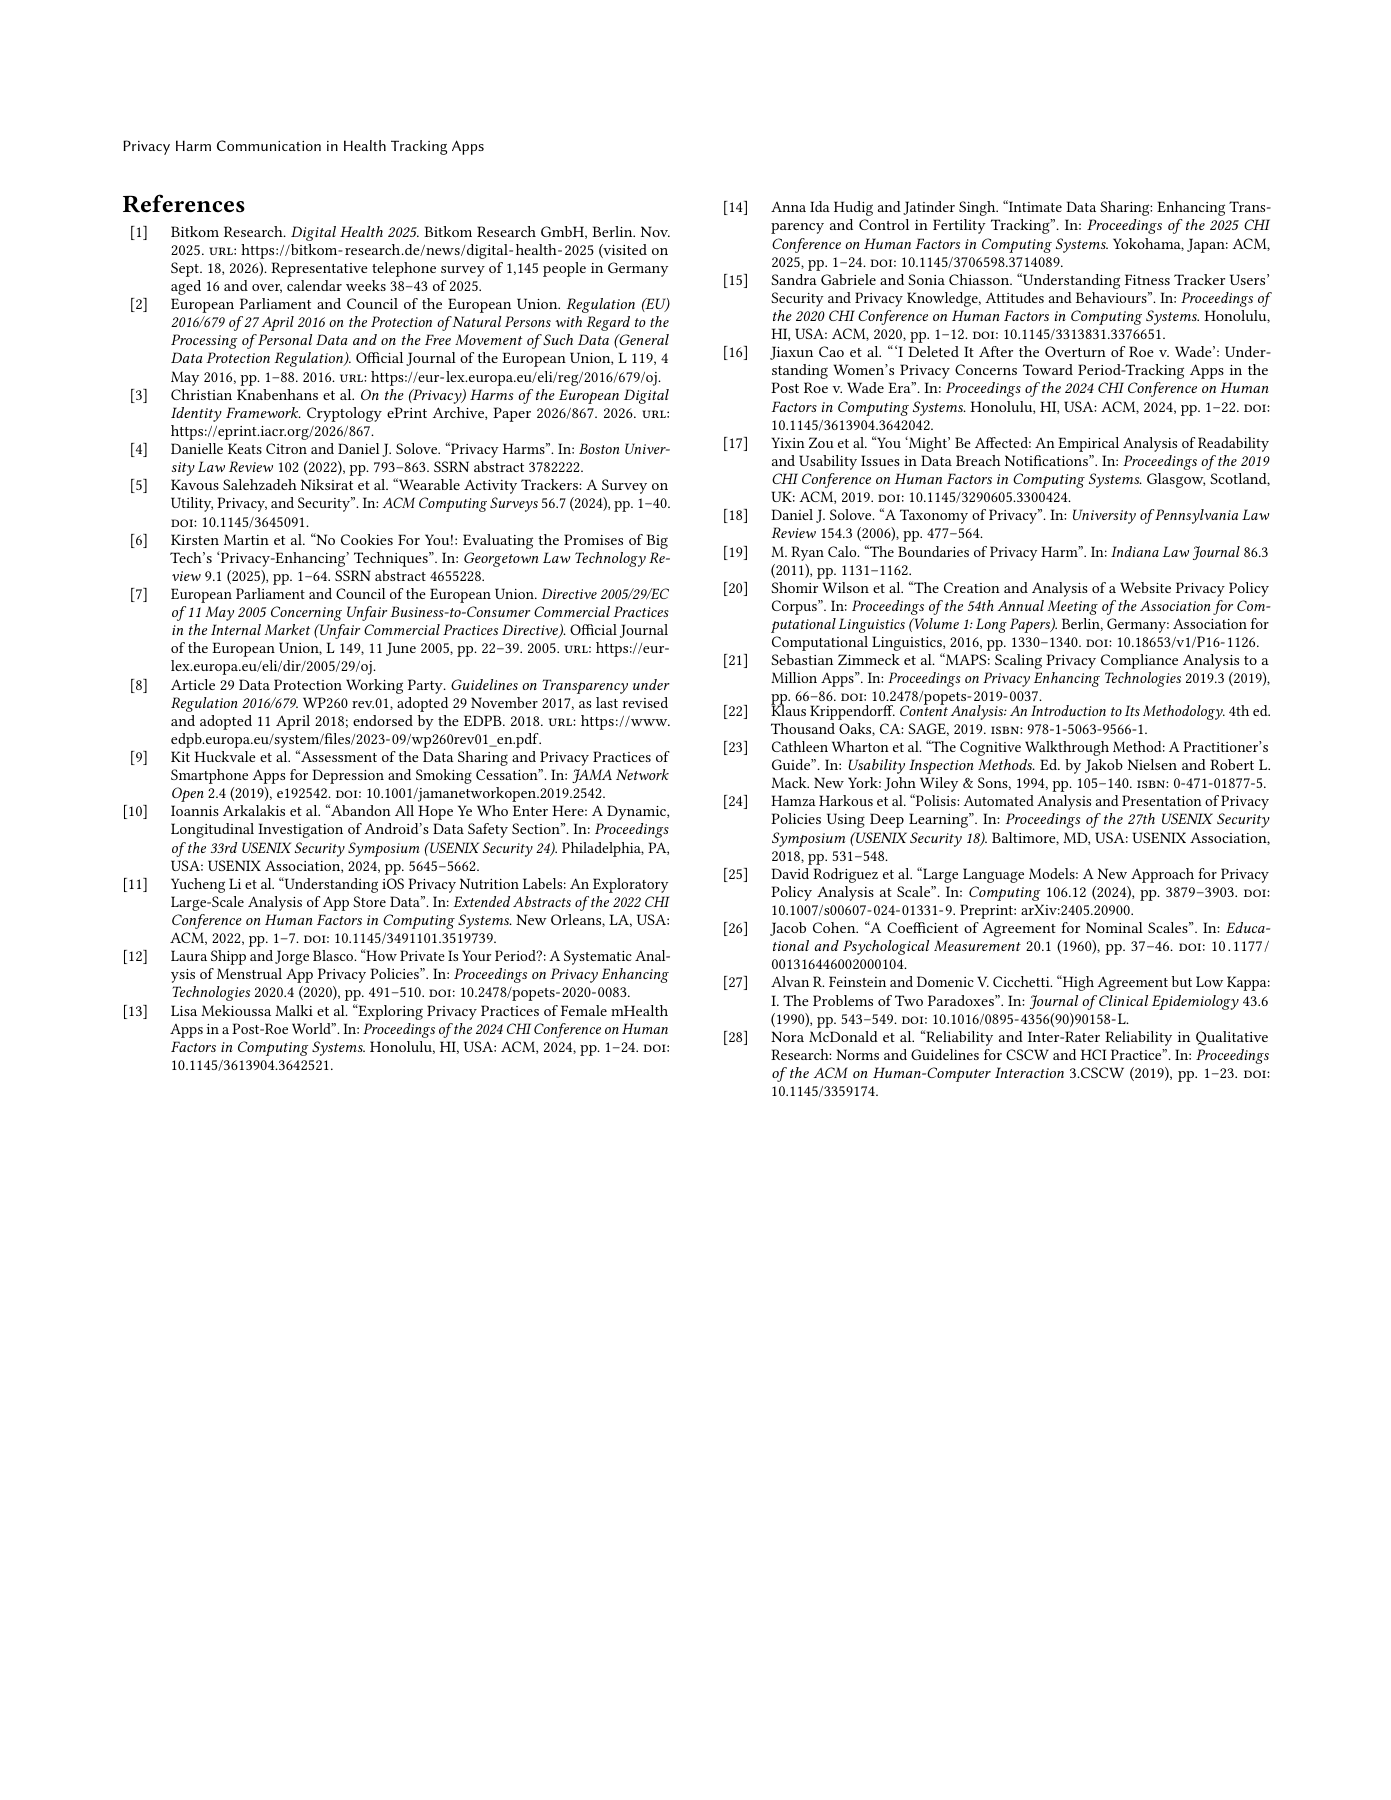 Privacy Harm Communication in Health Tracking Apps
References
[1] Bitkom Research. Digital Health 2025. Bitkom Research GmbH, Berlin. Nov.
2025. URL: https://bitkom-research.de/news/digital-health-2025 (visited on
Sept. 18, 2026). Representative telephone survey of 1,145 people in Germany
aged 16 and over, calendar weeks 38–43 of 2025.
[2] European Parliament and Council of the European Union. Regulation (EU)
2016/679 of 27 April 2016 on the Protection of Natural Persons with Regard to the
Processing of Personal Data and on the Free Movement of Such Data (General
Data Protection Regulation). Official Journal of the European Union, L 119, 4
May 2016, pp. 1–88. 2016. URL: https://eur-lex.europa.eu/eli/reg/2016/679/oj.
[3] Christian Knabenhans et al. On the (Privacy) Harms of the European Digital
Identity Framework. Cryptology ePrint Archive, Paper 2026/867. 2026. URL:
https://eprint.iacr.org/2026/867.
[4] Danielle Keats Citron and Daniel J. Solove. “Privacy Harms”. In: Boston Univer-
sity Law Review 102 (2022), pp. 793–863. SSRN abstract 3782222.
[5] Kavous Salehzadeh Niksirat et al. “Wearable Activity Trackers: A Survey on
Utility, Privacy, and Security”. In: ACM Computing Surveys 56.7 (2024), pp. 1–40.
DOI: 10.1145/3645091.
[6] Kirsten Martin et al. “No Cookies For You!: Evaluating the Promises of Big
Tech’s ‘Privacy-Enhancing’ Techniques”. In: Georgetown Law Technology Re-
view 9.1 (2025), pp. 1–64. SSRN abstract 4655228.
[7] European Parliament and Council of the European Union. Directive 2005/29/EC
of 11 May 2005 Concerning Unfair Business-to-Consumer Commercial Practices
in the Internal Market (Unfair Commercial Practices Directive). Official Journal
of the European Union, L 149, 11 June 2005, pp. 22–39. 2005. URL: https://eur-
lex.europa.eu/eli/dir/2005/29/oj.
[8] Article 29 Data Protection Working Party. Guidelines on Transparency under
Regulation 2016/679. WP260 rev.01, adopted 29 November 2017, as last revised
and adopted 11 April 2018; endorsed by the EDPB. 2018. URL: https://www.
edpb.europa.eu/system/files/2023-09/wp260rev01_en.pdf.
[9] Kit Huckvale et al. “Assessment of the Data Sharing and Privacy Practices of
Smartphone Apps for Depression and Smoking Cessation”. In: JAMA Network
Open 2.4 (2019), e192542. DOI: 10.1001/jamanetworkopen.2019.2542.
[10] Ioannis Arkalakis et al. “Abandon All Hope Ye Who Enter Here: A Dynamic,
Longitudinal Investigation of Android’s Data Safety Section”. In: Proceedings
of the 33rd USENIX Security Symposium (USENIX Security 24). Philadelphia, PA,
USA: USENIX Association, 2024, pp. 5645–5662.
[11] Yucheng Li et al. “Understanding iOS Privacy Nutrition Labels: An Exploratory
Large-Scale Analysis of App Store Data”. In: Extended Abstracts of the 2022 CHI
Conference on Human Factors in Computing Systems. New Orleans, LA, USA:
ACM, 2022, pp. 1–7. DOI: 10.1145/3491101.3519739.
[12] Laura Shipp and Jorge Blasco. “How Private Is Your Period?: A Systematic Anal-
ysis of Menstrual App Privacy Policies”. In: Proceedings on Privacy Enhancing
Technologies 2020.4 (2020), pp. 491–510. DOI: 10.2478/popets-2020-0083.
[13] Lisa Mekioussa Malki et al. “Exploring Privacy Practices of Female mHealth
Apps in a Post-Roe World”. In: Proceedings of the 2024 CHI Conference on Human
Factors in Computing Systems. Honolulu, HI, USA: ACM, 2024, pp. 1–24. DOI:
10.1145/3613904.3642521.
[14] Anna Ida Hudig and Jatinder Singh. “Intimate Data Sharing: Enhancing Trans-
parency and Control in Fertility Tracking”. In: Proceedings of the 2025 CHI
Conference on Human Factors in Computing Systems. Yokohama, Japan: ACM,
2025, pp. 1–24. DOI: 10.1145/3706598.3714089.
[15] Sandra Gabriele and Sonia Chiasson. “Understanding Fitness Tracker Users’
Security and Privacy Knowledge, Attitudes and Behaviours”. In: Proceedings of
the 2020 CHI Conference on Human Factors in Computing Systems. Honolulu,
HI, USA: ACM, 2020, pp. 1–12. DOI: 10.1145/3313831.3376651.
[16] Jiaxun Cao et al. “‘I Deleted It After the Overturn of Roe v. Wade’: Under-
standing Women’s Privacy Concerns Toward Period-Tracking Apps in the
Post Roe v. Wade Era”. In: Proceedings of the 2024 CHI Conference on Human
Factors in Computing Systems. Honolulu, HI, USA: ACM, 2024, pp. 1–22. DOI:
10.1145/3613904.3642042.
[17] Yixin Zou et al. “You ‘Might’ Be Affected: An Empirical Analysis of Readability
and Usability Issues in Data Breach Notifications”. In: Proceedings of the 2019
CHI Conference on Human Factors in Computing Systems. Glasgow, Scotland,
UK: ACM, 2019. DOI: 10.1145/3290605.3300424.
[18] Daniel J. Solove. “A Taxonomy of Privacy”. In: University of Pennsylvania Law
Review 154.3 (2006), pp. 477–564.
[19] M. Ryan Calo. “The Boundaries of Privacy Harm”. In: Indiana Law Journal 86.3
(2011), pp. 1131–1162.
[20] Shomir Wilson et al. “The Creation and Analysis of a Website Privacy Policy
Corpus”. In: Proceedings of the 54th Annual Meeting of the Association for Com-
putational Linguistics (Volume 1: Long Papers). Berlin, Germany: Association for
Computational Linguistics, 2016, pp. 1330–1340. DOI: 10.18653/v1/P16-1126.
[21] Sebastian Zimmeck et al. “MAPS: Scaling Privacy Compliance Analysis to a
Million Apps”. In: Proceedings on Privacy Enhancing Technologies 2019.3 (2019),
pp. 66–86. DOI: 10.2478/popets-2019-0037.
[22] Klaus Krippendorff. Content Analysis: An Introduction to Its Methodology. 4th ed.
Thousand Oaks, CA: SAGE, 2019. ISBN: 978-1-5063-9566-1.
[23] Cathleen Wharton et al. “The Cognitive Walkthrough Method: A Practitioner’s
Guide”. In: Usability Inspection Methods. Ed. by Jakob Nielsen and Robert L.
Mack. New York: John Wiley & Sons, 1994, pp. 105–140. ISBN: 0-471-01877-5.
[24] Hamza Harkous et al. “Polisis: Automated Analysis and Presentation of Privacy
Policies Using Deep Learning”. In: Proceedings of the 27th USENIX Security
Symposium (USENIX Security 18). Baltimore, MD, USA: USENIX Association,
2018, pp. 531–548.
[25] David Rodriguez et al. “Large Language Models: A New Approach for Privacy
Policy Analysis at Scale”. In: Computing 106.12 (2024), pp. 3879–3903. DOI:
10.1007/s00607-024-01331-9. Preprint: arXiv:2405.20900.
[26] Jacob Cohen. “A Coefficient of Agreement for Nominal Scales”. In: Educa-
tional and Psychological Measurement 20.1 (1960), pp. 37–46. DOI: 10.1177/
001316446002000104.
[27] Alvan R. Feinstein and Domenic V. Cicchetti. “High Agreement but Low Kappa:
I. The Problems of Two Paradoxes”. In: Journal of Clinical Epidemiology 43.6
(1990), pp. 543–549. DOI: 10.1016/0895-4356(90)90158-L.
[28] Nora McDonald et al. “Reliability and Inter-Rater Reliability in Qualitative
Research: Norms and Guidelines for CSCW and HCI Practice”. In: Proceedings
of the ACM on Human-Computer Interaction 3.CSCW (2019), pp. 1–23. DOI:
10.1145/3359174.